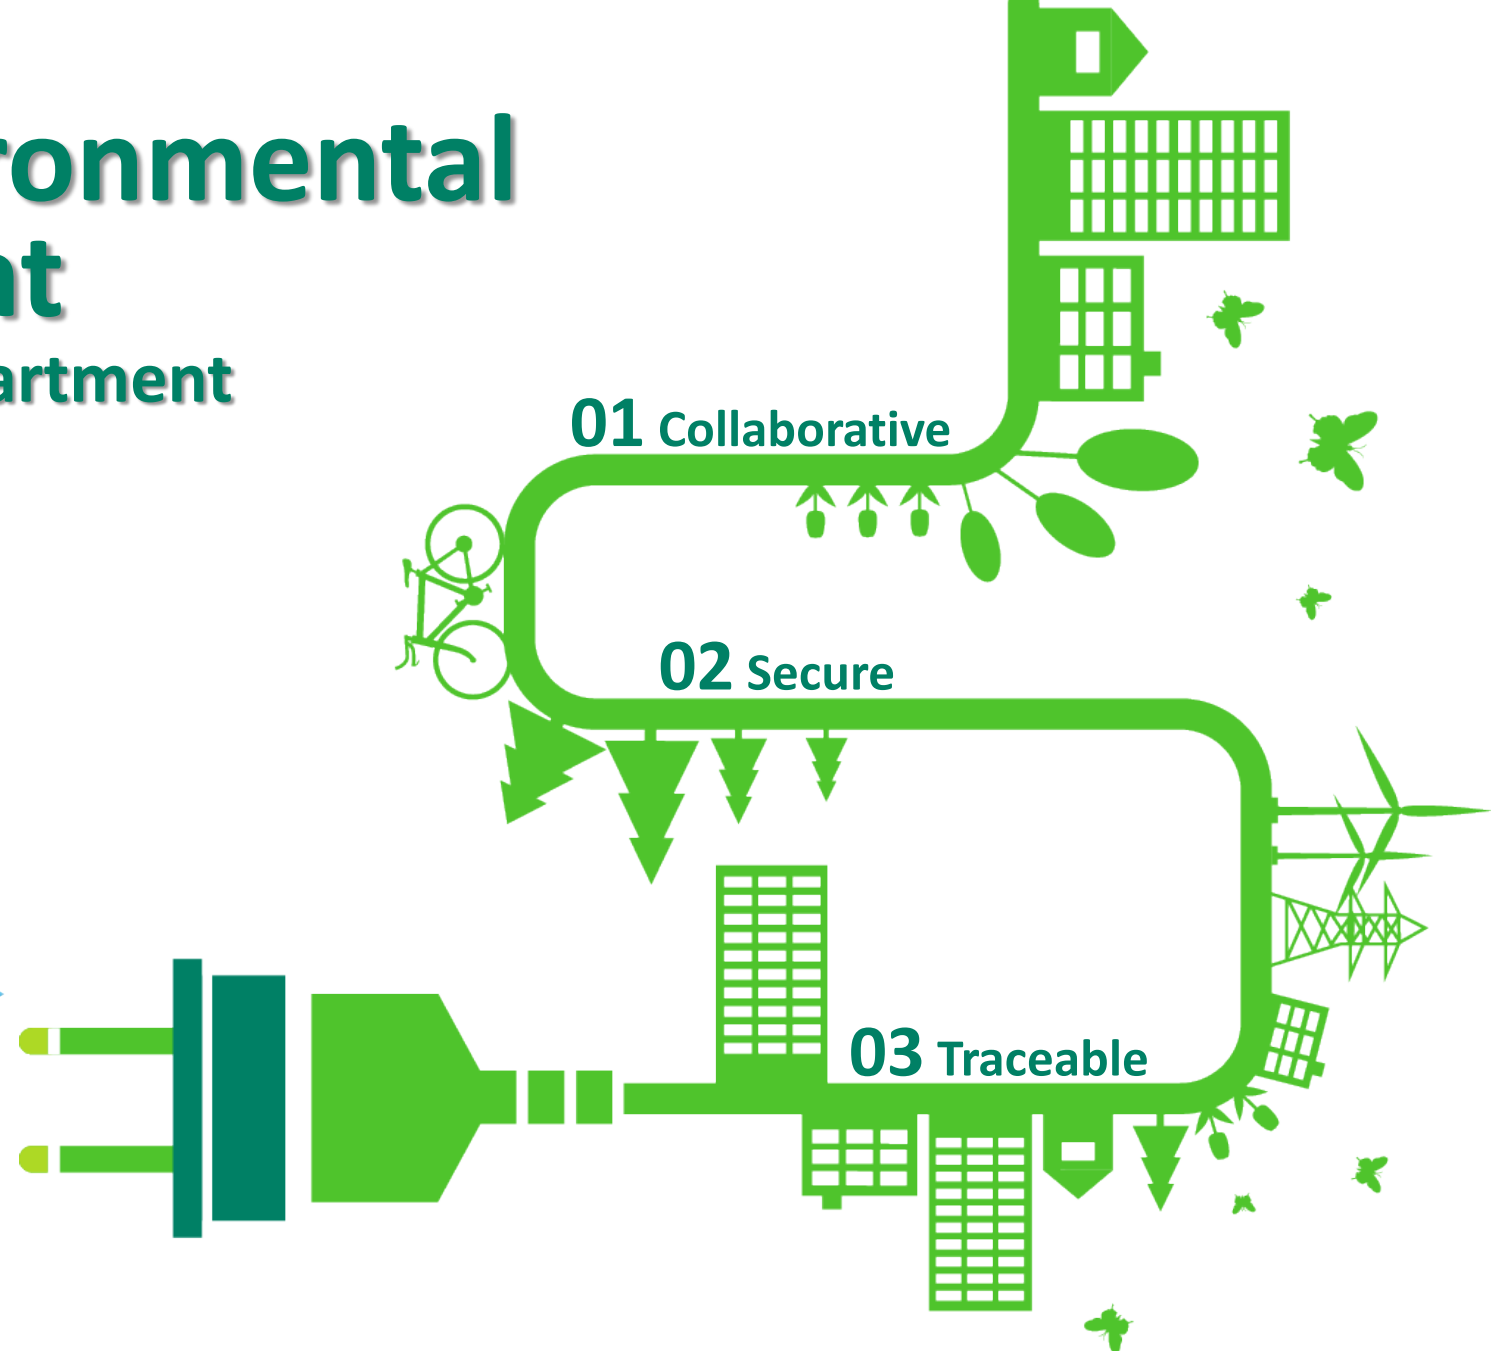 ronmental
nt
artment
01 Collaborative
02 Secure
03 Traceable